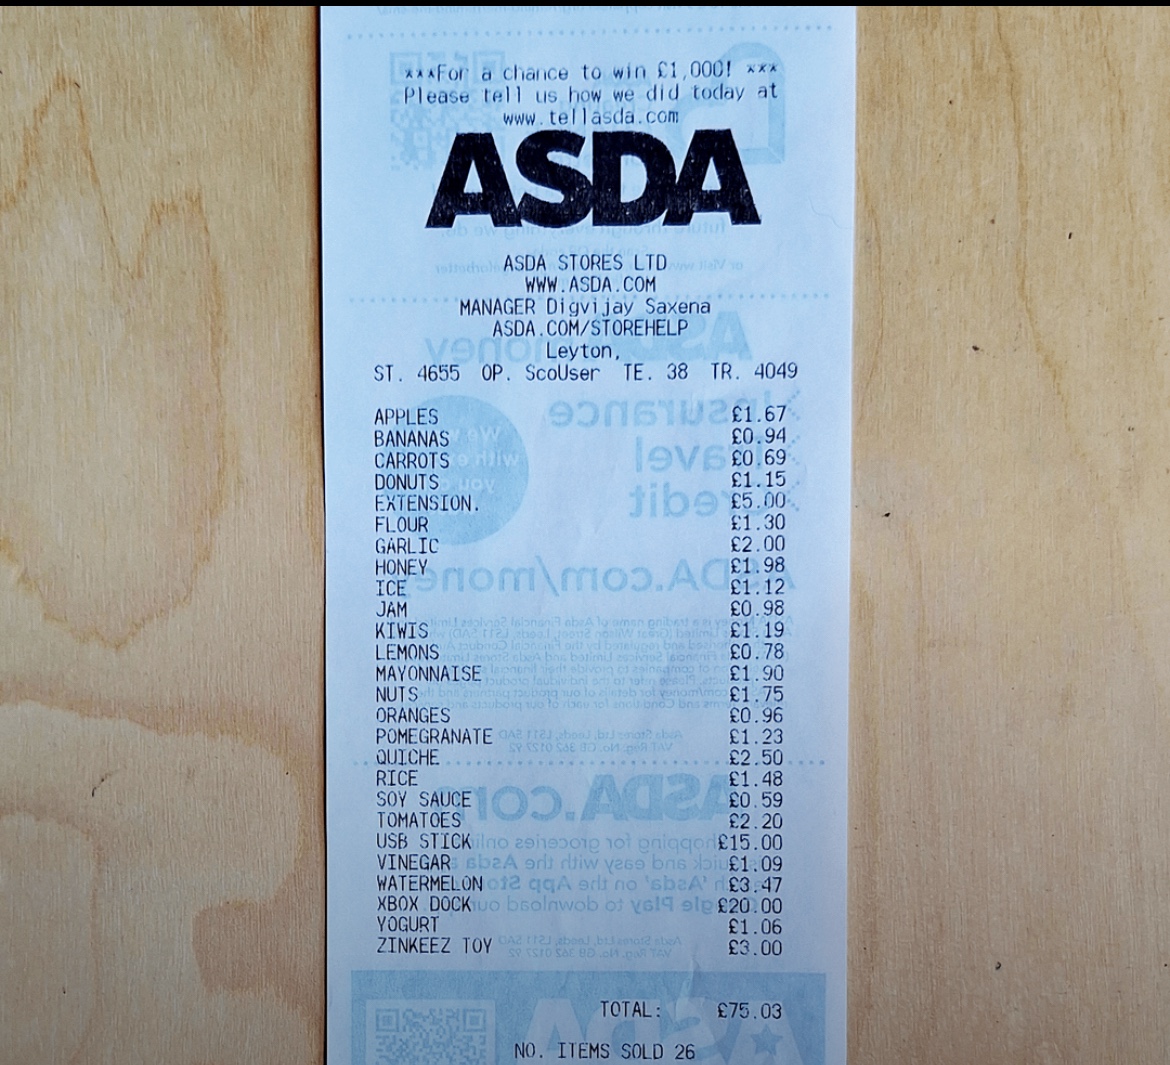 ***For a chance to win £1,000! ***
Please tell us how we did today at
www.tellasda.com
ASDA
ASDA STORES LTD
WWW.ASDA.COM
MANAGER Digvijay Saxena
ASDA.COM/STOREHELP
Leyton,
ST. 4655 OP. ScoUser TE. 38 TR. 4049
APPLES £1.67
BANANAS £0.94
CARROTS £0.69
DONUTS £1.15
EXTENSION. £5.00
FLOUR £1.30
GARLIC £2.00
HONEY £1.98
ICE £1.12
JAM £0.98
KIWIS £1.19
LEMONS £0.78
MAYONNAISE £1.90
NUTS £1.75
ORANGES £0.96
POMEGRANATE £1.23
QUICHE £2.50
RICE £1.48
SOY SAUCE £0.59
TOMATOES £2.20
USB STICK £15.00
VINEGAR £1.09
WATERMELON £3.47
XBOX DOCK £20.00
YOGURT £1.06
ZINKEEZ TOY £3.00
TOTAL: £75.03
NO. ITEMS SOLD 26